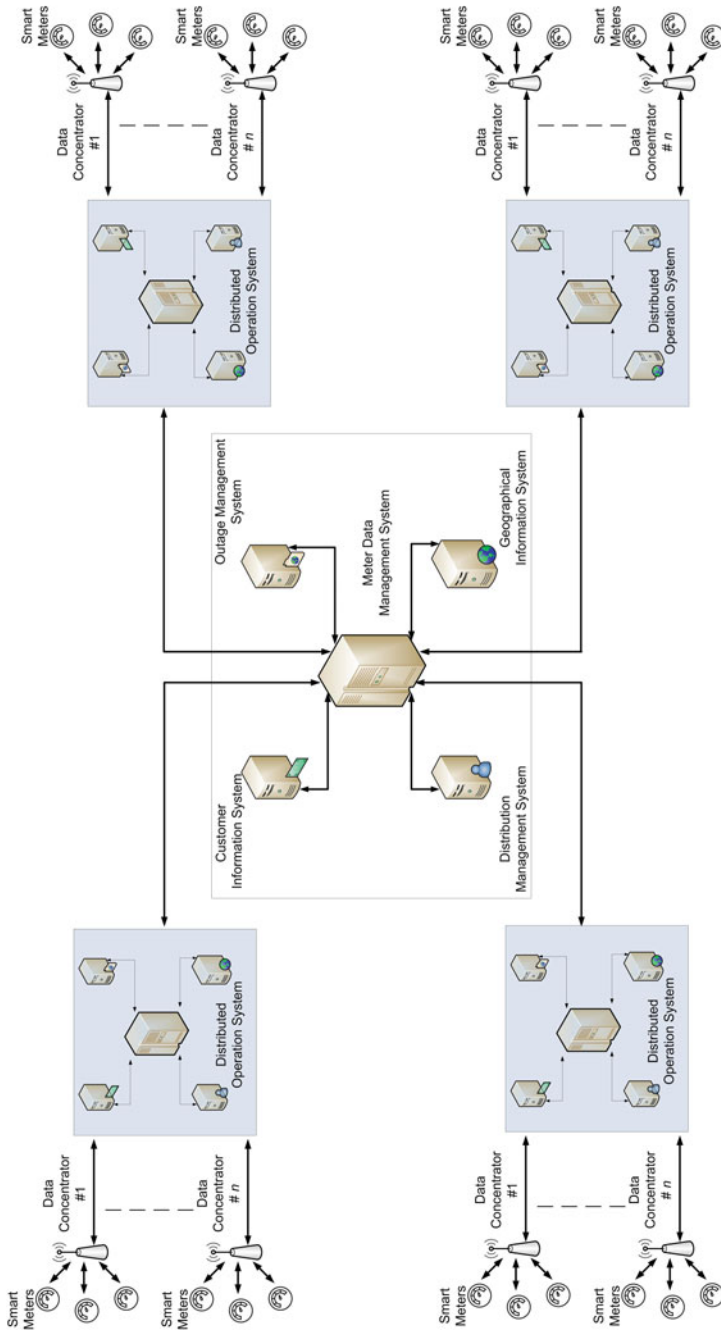 Smart
Meters
Data
Concentrator
#1
Smart
Meters
Data
Concentrator
# n
Distributed
Operation System
Data
Concentrator
#1
Smart
Meters
Data
Concentrator
# n
Smart
Meters
Distributed
Operation System
Customer
Information System
Outage Management
System
Meter Data
Management System
Distribution
Management System
Geographical
Information System
Smart
Meters
Data
Concentrator
#1
Smart
Meters
Data
Concentrator
# n
Distributed
Operation System
Data
Concentrator
#1
Smart
Meters
Data
Concentrator
# n
Smart
Meters
Distributed
Operation System